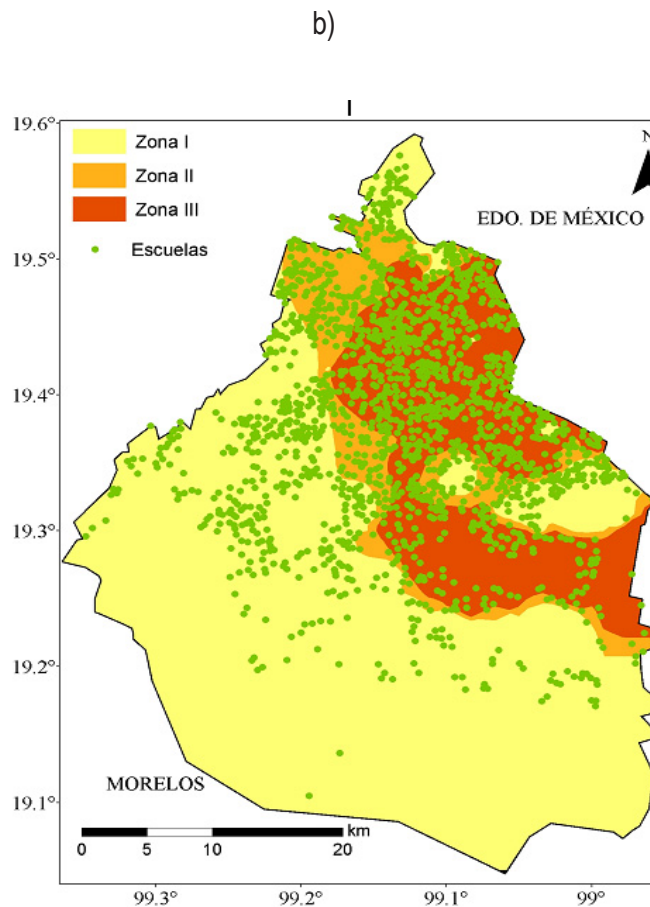 b)
19.6°
Zona I
Zona II
Zona III
Escuelas
N
EDO. DE MÉXICO
19.5°
19.4°
19.3°
19.2°
19.1°
MORELOS
km
0 5 10 20
99.3° 99.2° 99.1° 99°